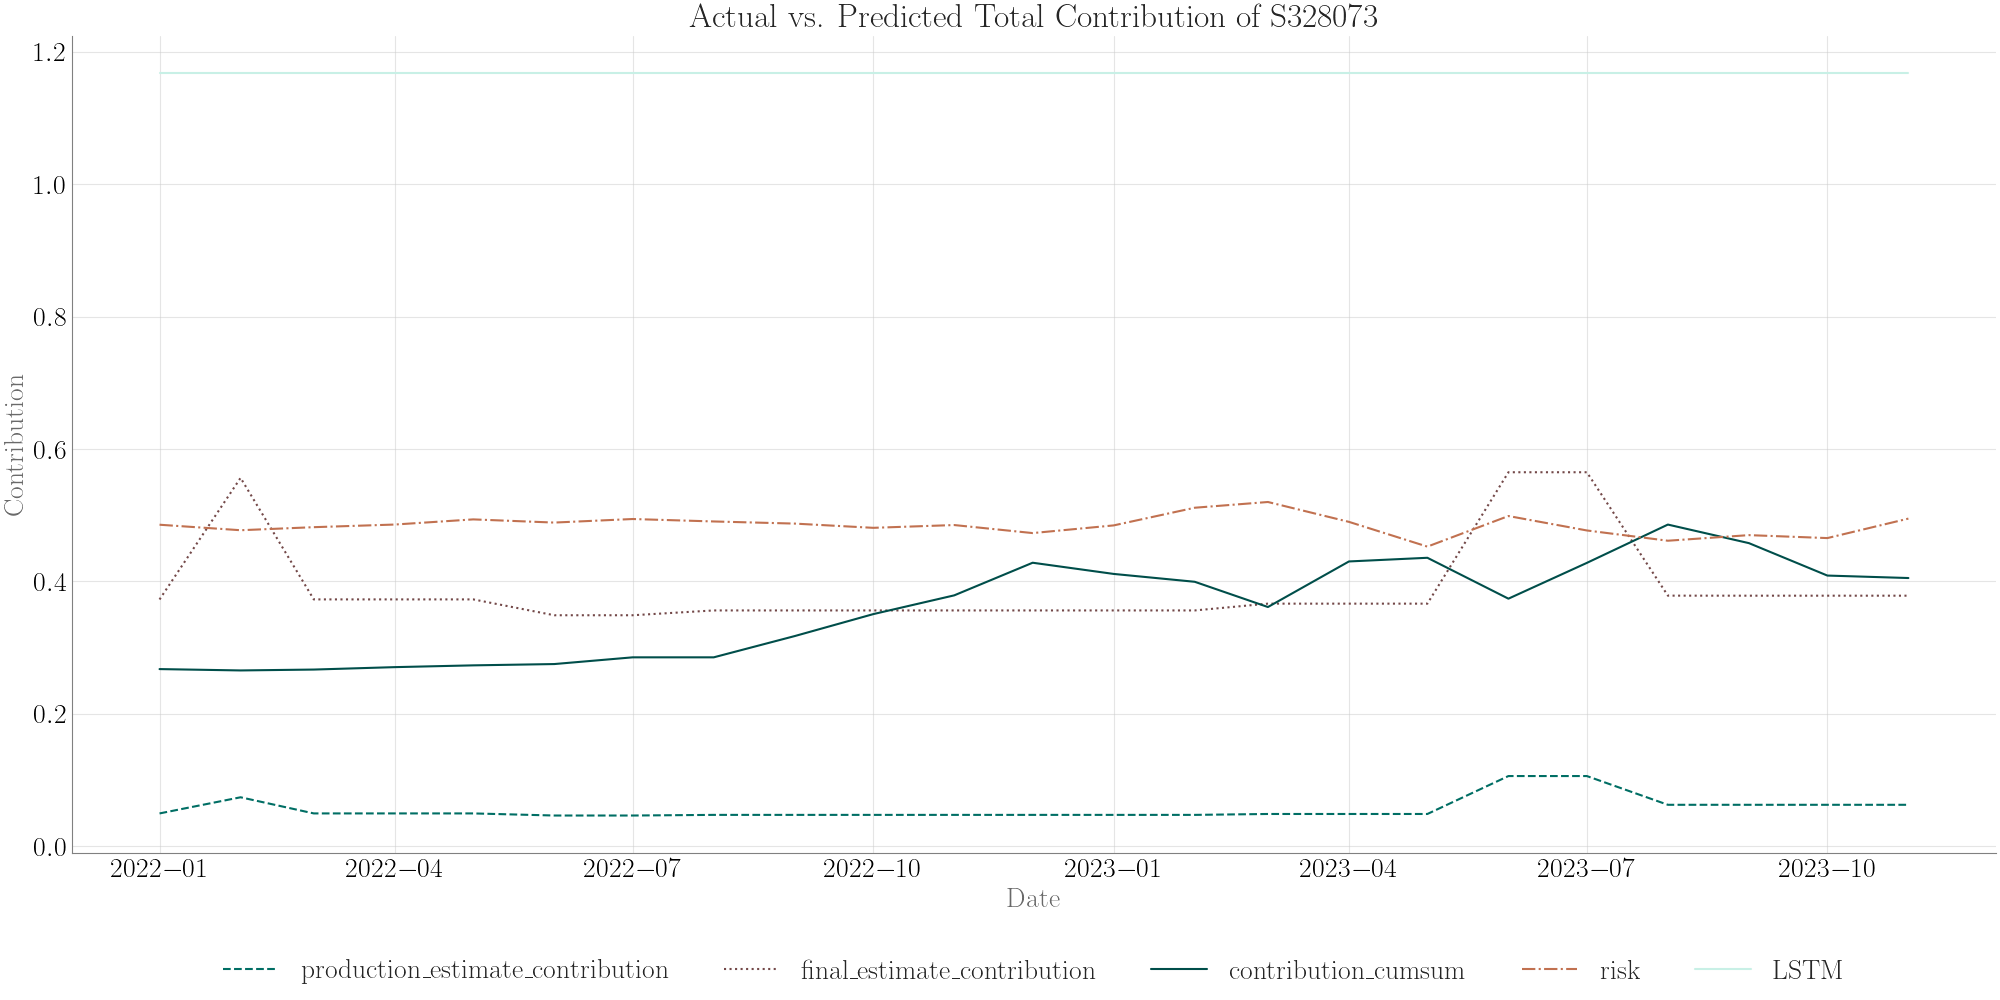 Actual vs. Predicted Total Contribution of S328073
1.2
1.0
0.8
0.6
0.4
0.2
0.0
Contribution
2022−01 2022−04 2022−07 2022−10 2023−01 2023−04 2023−07 2023−10
Date
production_estimate_contribution final_estimate_contribution contribution_cumsum risk LSTM